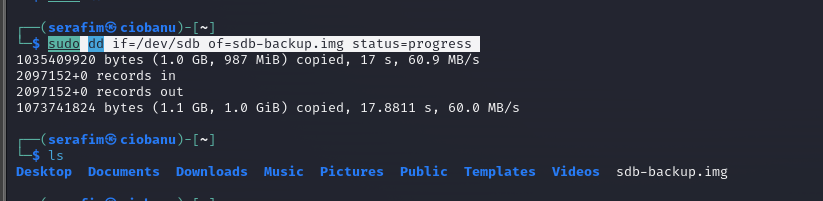 ┌──(serafim㉿ciobanu)-[~]
└─$ sudo dd if=/dev/sdb of=sdb-backup.img status=progress
1035409920 bytes (1.0 GB, 987 MiB) copied, 17 s, 60.9 MB/s
2097152+0 records in
2097152+0 records out
1073741824 bytes (1.1 GB, 1.0 GiB) copied, 17.8811 s, 60.0 MB/s
┌──(serafim㉿ciobanu)-[~]
└─$ ls
Desktop Documents Downloads Music Pictures Public Templates Videos sdb-backup.img